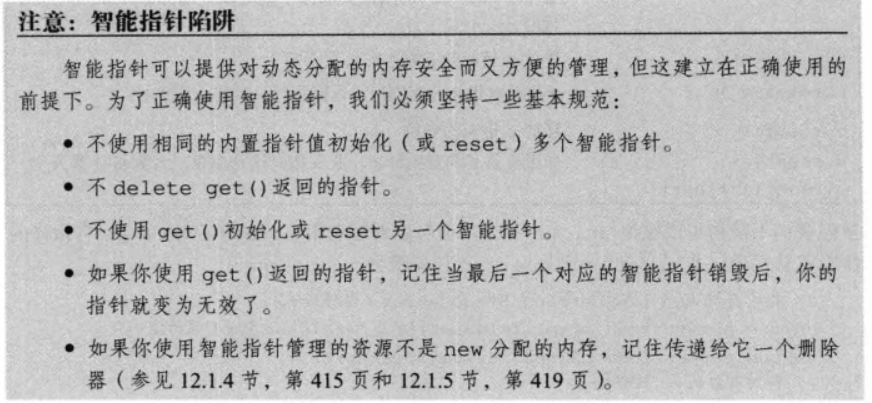 注意：智能指针陷阱
智能指针可以提供对动态分配的内存安全而又方便的管理，但这建立在正确使用的
前提下。为了正确使用智能指针，我们必须坚持一些基本规范：
• 不使用相同的内置指针值初始化（或 reset）多个智能指针。
• 不 delete get()返回的指针。
• 不使用 get()初始化或 reset 另一个智能指针。
• 如果你使用 get()返回的指针，记住当最后一个对应的智能指针销毁后，你的
指针就变为无效了。
• 如果你使用智能指针管理的资源不是 new 分配的内存，记住传递给它一个删除
器（参见 12.1.4 节，第 415 页和 12.1.5 节，第 419 页）。